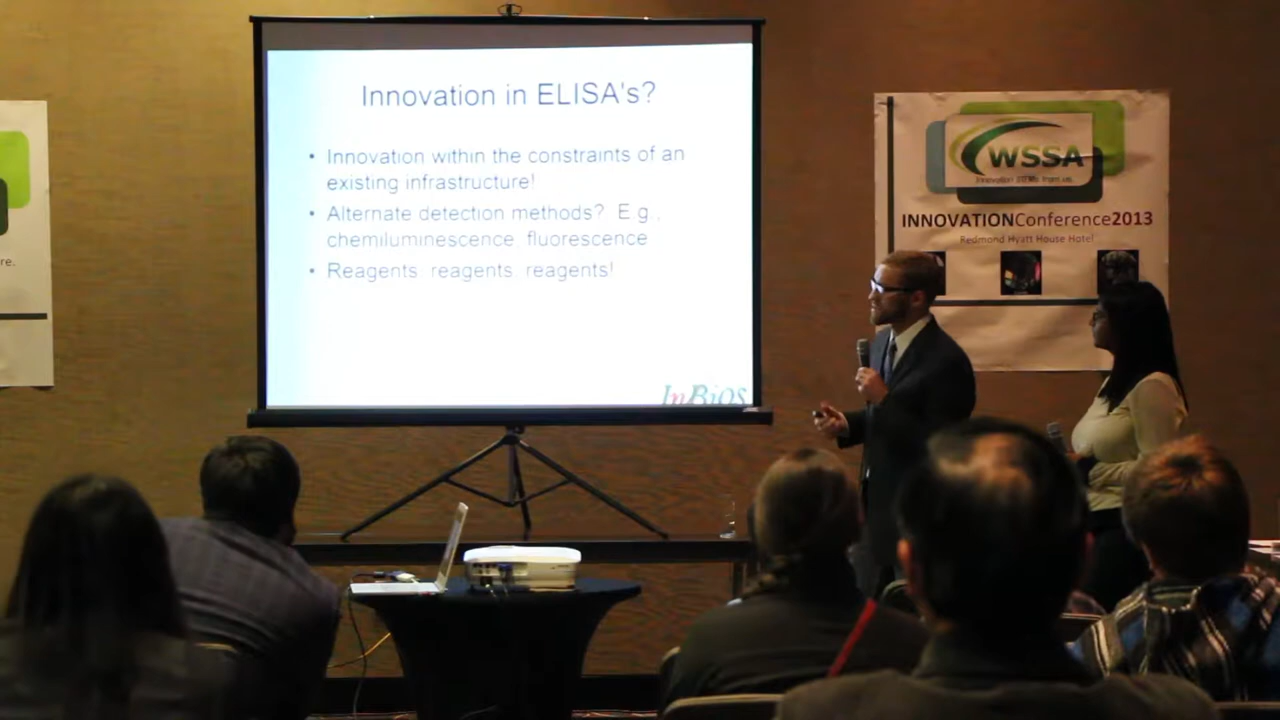 Innovation in ELISA's?
• Innovation within the constraints of an
existing infrastructure!
• Alternate detection methods? E.g.,
chemiluminescence, fluorescence
• Reagents reagents reagents!
InBiOS
WSSA
INNOVATIONConference2013
Redmond Hyatt House Hotel
re.